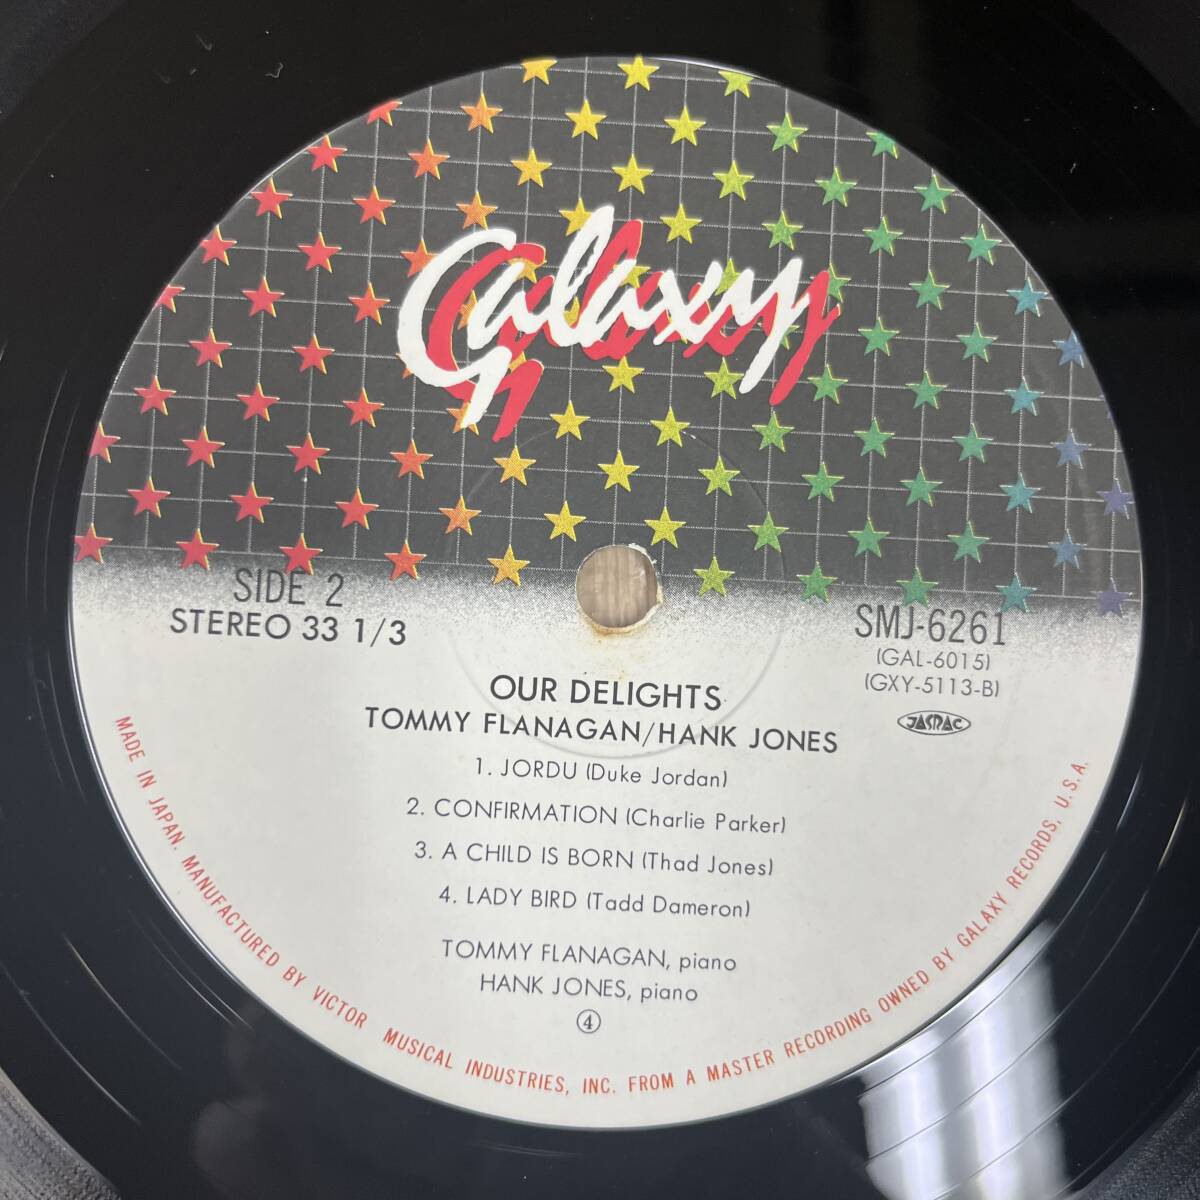 Galaxy
SIDE 2
STEREO 33 1/3
SMJ-6261
(GAL-6015)
(GXY-5113-B)
JASRAC
OUR DELIGHTS
TOMMY FLANAGAN/HANK JONES
1. JORDU (Duke Jordan)
2. CONFIRMATION (Charlie Parker)
3. A CHILD IS BORN (Thad Jones)
4. LADY BIRD (Tadd Dameron)
TOMMY FLANAGAN, piano
HANK JONES, piano
④
MADE IN JAPAN. MANUFACTURED BY VICTOR MUSICAL INDUSTRIES, INC. FROM A MASTER RECORDING OWNED BY GALAXY RECORDS, U.S.A.